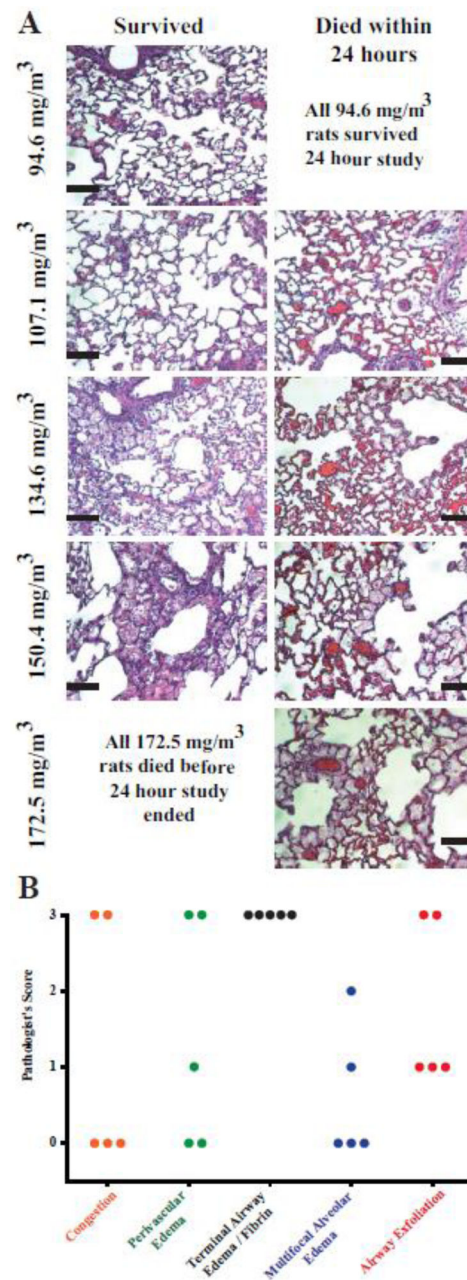 A
Survived
Died within
24 hours
94.6 mg/m³
All 94.6 mg/m³
rats survived
24 hour study
107.1 mg/m³
134.6 mg/m³
150.4 mg/m³
172.5 mg/m³
All 172.5 mg/m³
rats died before
24 hour study
ended
B
Pathologist's Score
3
2
1
0
Congestion
Perivascular
Edema
Terminal Airway
Edema / Fibrin
Multifocal Alveolar
Edema
Airway Exfoliation